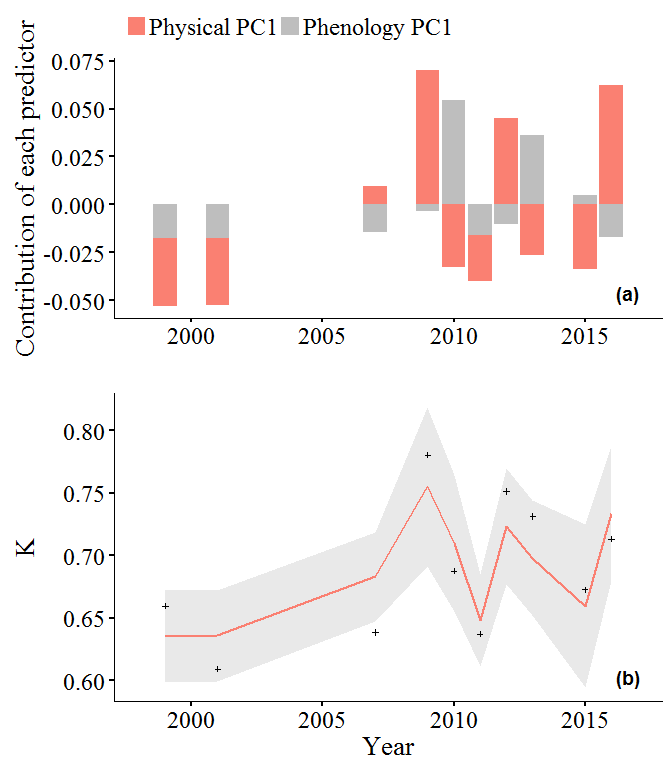 Physical PC1 Phenology PC1
Contribution of each predictor
0.075
0.050
0.025
0.000
-0.025
-0.050
(a)
2000 2005 2010 2015
K
0.80
0.75
0.70
0.65
0.60
(b)
2000 2005 2010 2015
Year